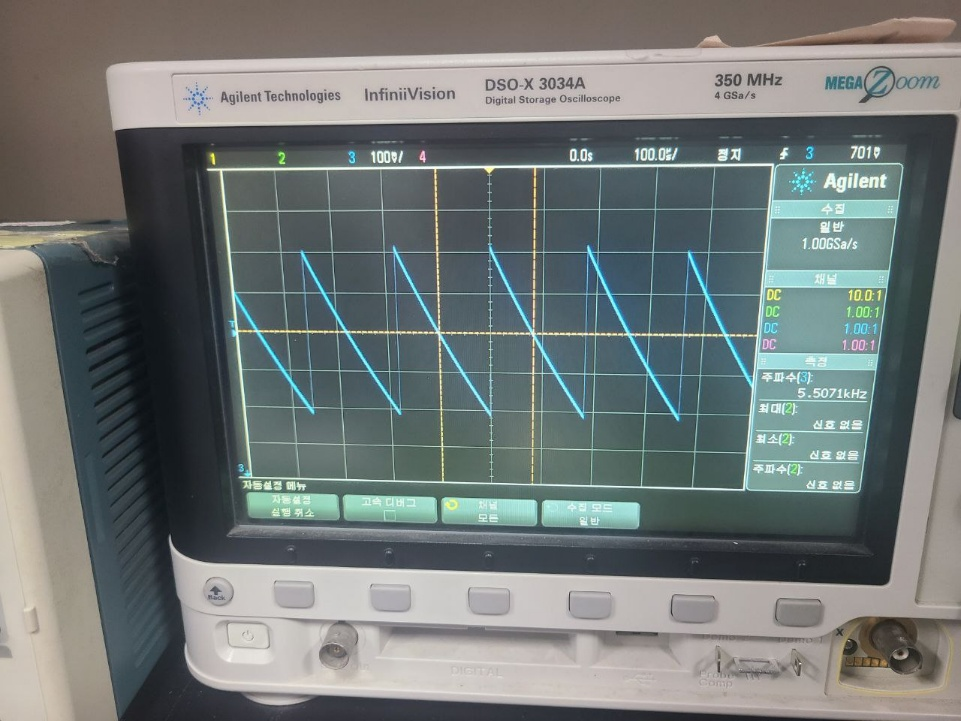 Agilent Technologies InfiniiVision DSO-X 3034A 350 MHz MEGA Zoom
Digital Storage Oscilloscope 4 GSa/s
1 2 3 100▽/ 4 0.0s 100.0㎲/ 정지 3 701▽
Agilent
수집
일반
1.00GSa/s
채널
DC 10.0:1
DC 1.00:1
DC 1.00:1
DC 1.00:1
측정
주파수(3):
5.5071kHz
최대(2):
신호 없음
최소(2):
신호 없음
주파수(2):
신호 없음
T
3
자동설정 메뉴
자동설정 고속 디버그 채널 수집 모드
실행 취소 모든 일반
Back
DIGITAL
Probe
Comp